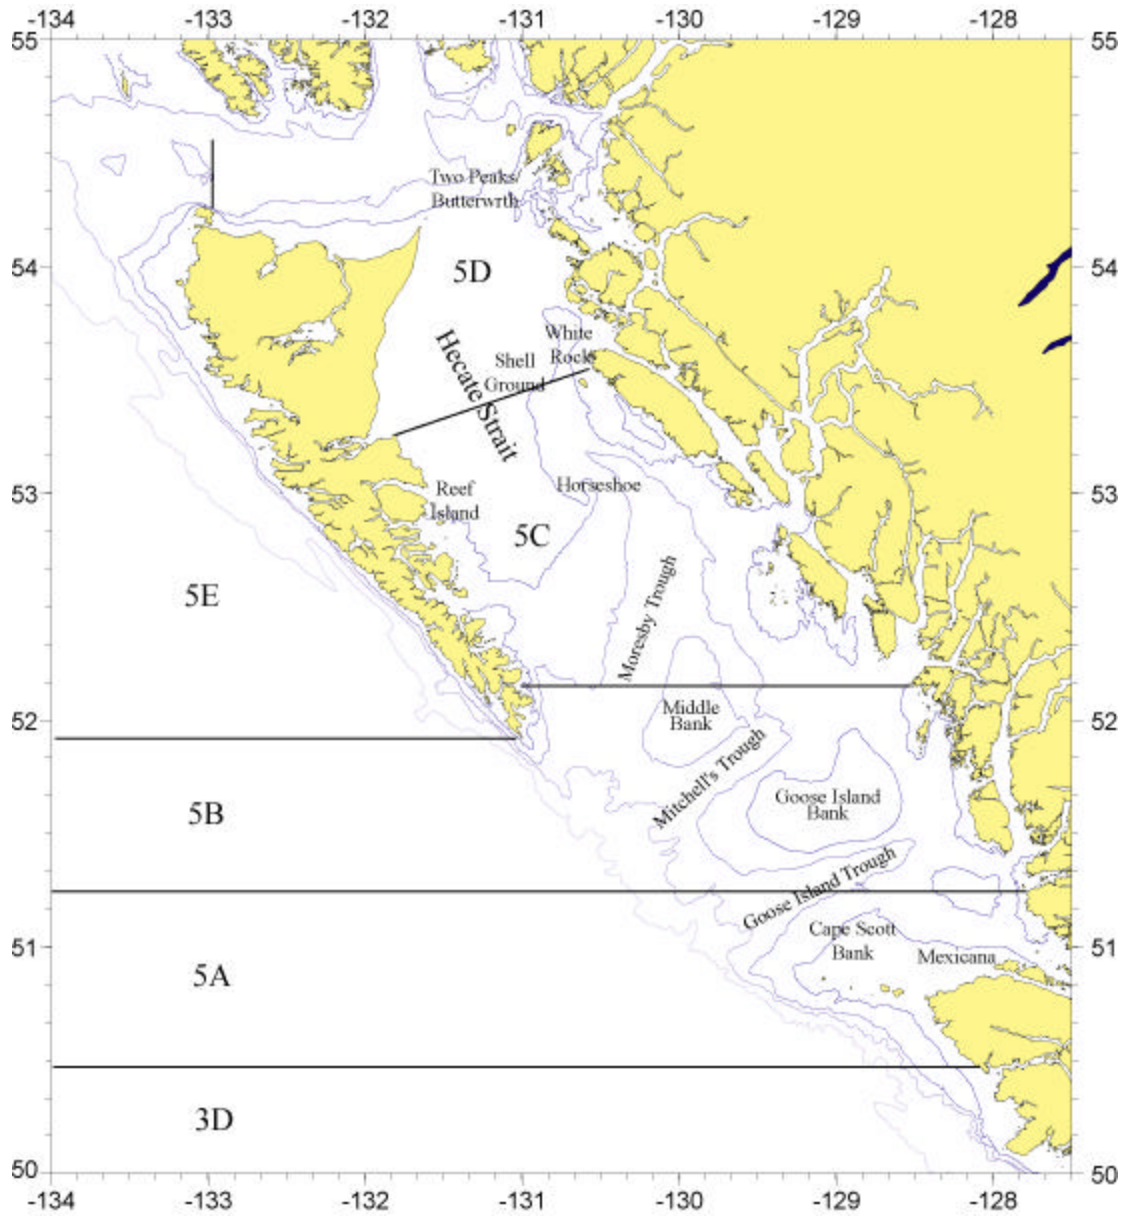 -134 -133 -132 -131 -130 -129 -128
55 55
Two Peaks/
Butterwrth
54 54
5D
White
Rocks
Shell
Ground
Hecate Strait
53 53
Horseshoe
Reef
Island
5C
5E
Moresby Trough
52 52
Middle
Bank
Mitchell's Trough
Goose Island
Bank
5B
Goose Island Trough
51 51
Cape Scott
Bank
Mexicana
5A
3D
50 50
-134 -133 -132 -131 -130 -129 -128